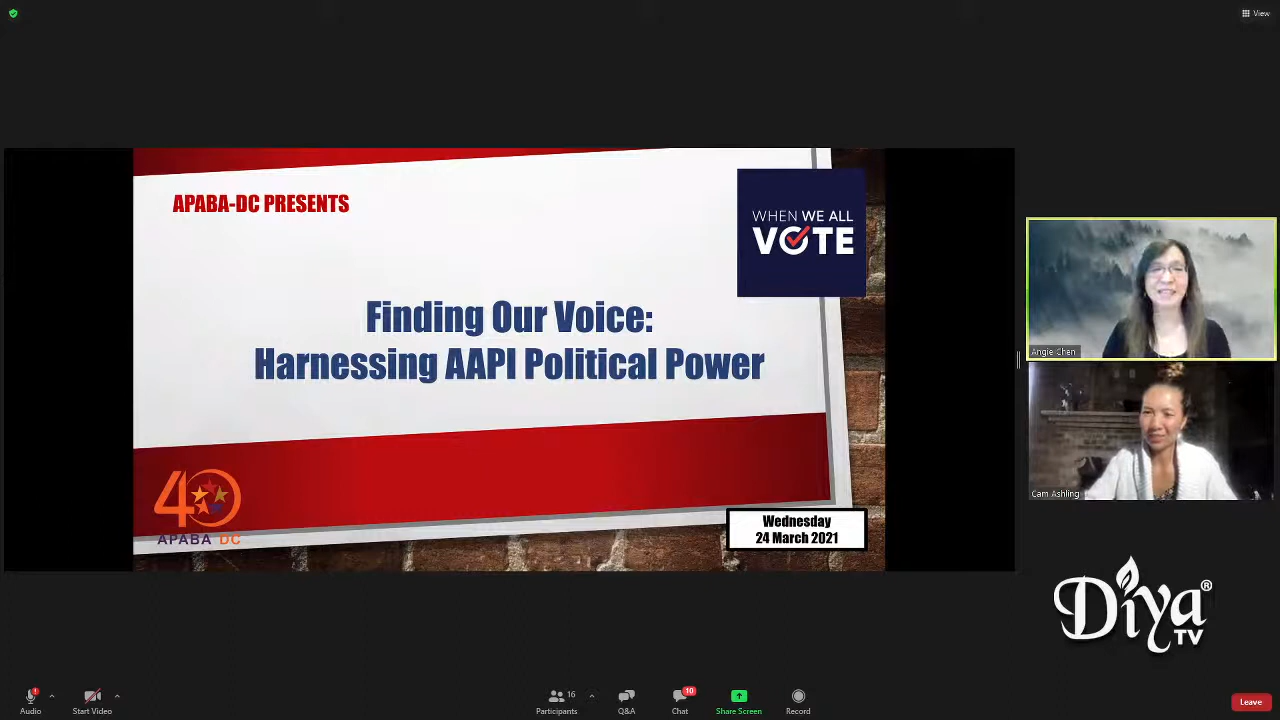 View
APABA-DC PRESENTS
WHEN WE ALL
VOTE
Finding Our Voice:
Harnessing AAPI Political Power
40
APABA DC
Wednesday
24 March 2021
Angie Chen
Cam Ashling
Diya®
TV
Audio
Start Video
16
Participants
Q&A
10
Chat
Share Screen
Record
Leave